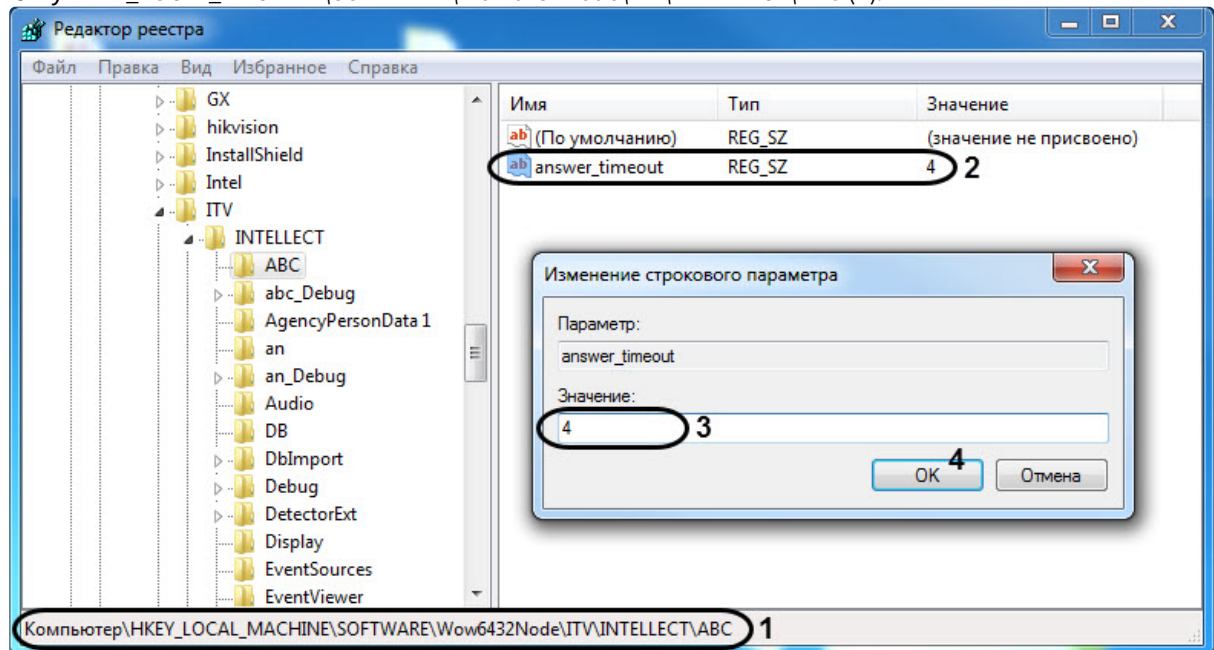 Редактор реестра
Файл Правка Вид Избранное Справка
GX
hikvision
InstallShield
Intel
ITV
INTELLECT
ABC
abc_Debug
AgencyPersonData 1
an
an_Debug
Audio
DB
DbImport
Debug
DetectorExt
Display
EventSources
EventViewer
Имя Тип Значение
(По умолчанию) REG_SZ (значение не присвоено)
answer_timeout REG_SZ 4 2
Изменение строкового параметра
Параметр:
answer_timeout
Значение:
4 3
OK 4 Отмена
Компьютер\HKEY_LOCAL_MACHINE\SOFTWARE\Wow6432Node\ITV\INTELLECT\ABC 1